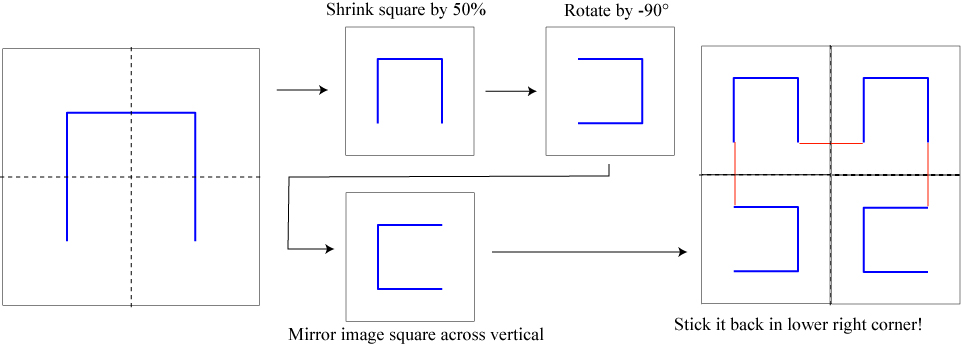 Shrink square by 50%
Rotate by -90°
Mirror image square across vertical
Stick it back in lower right corner!